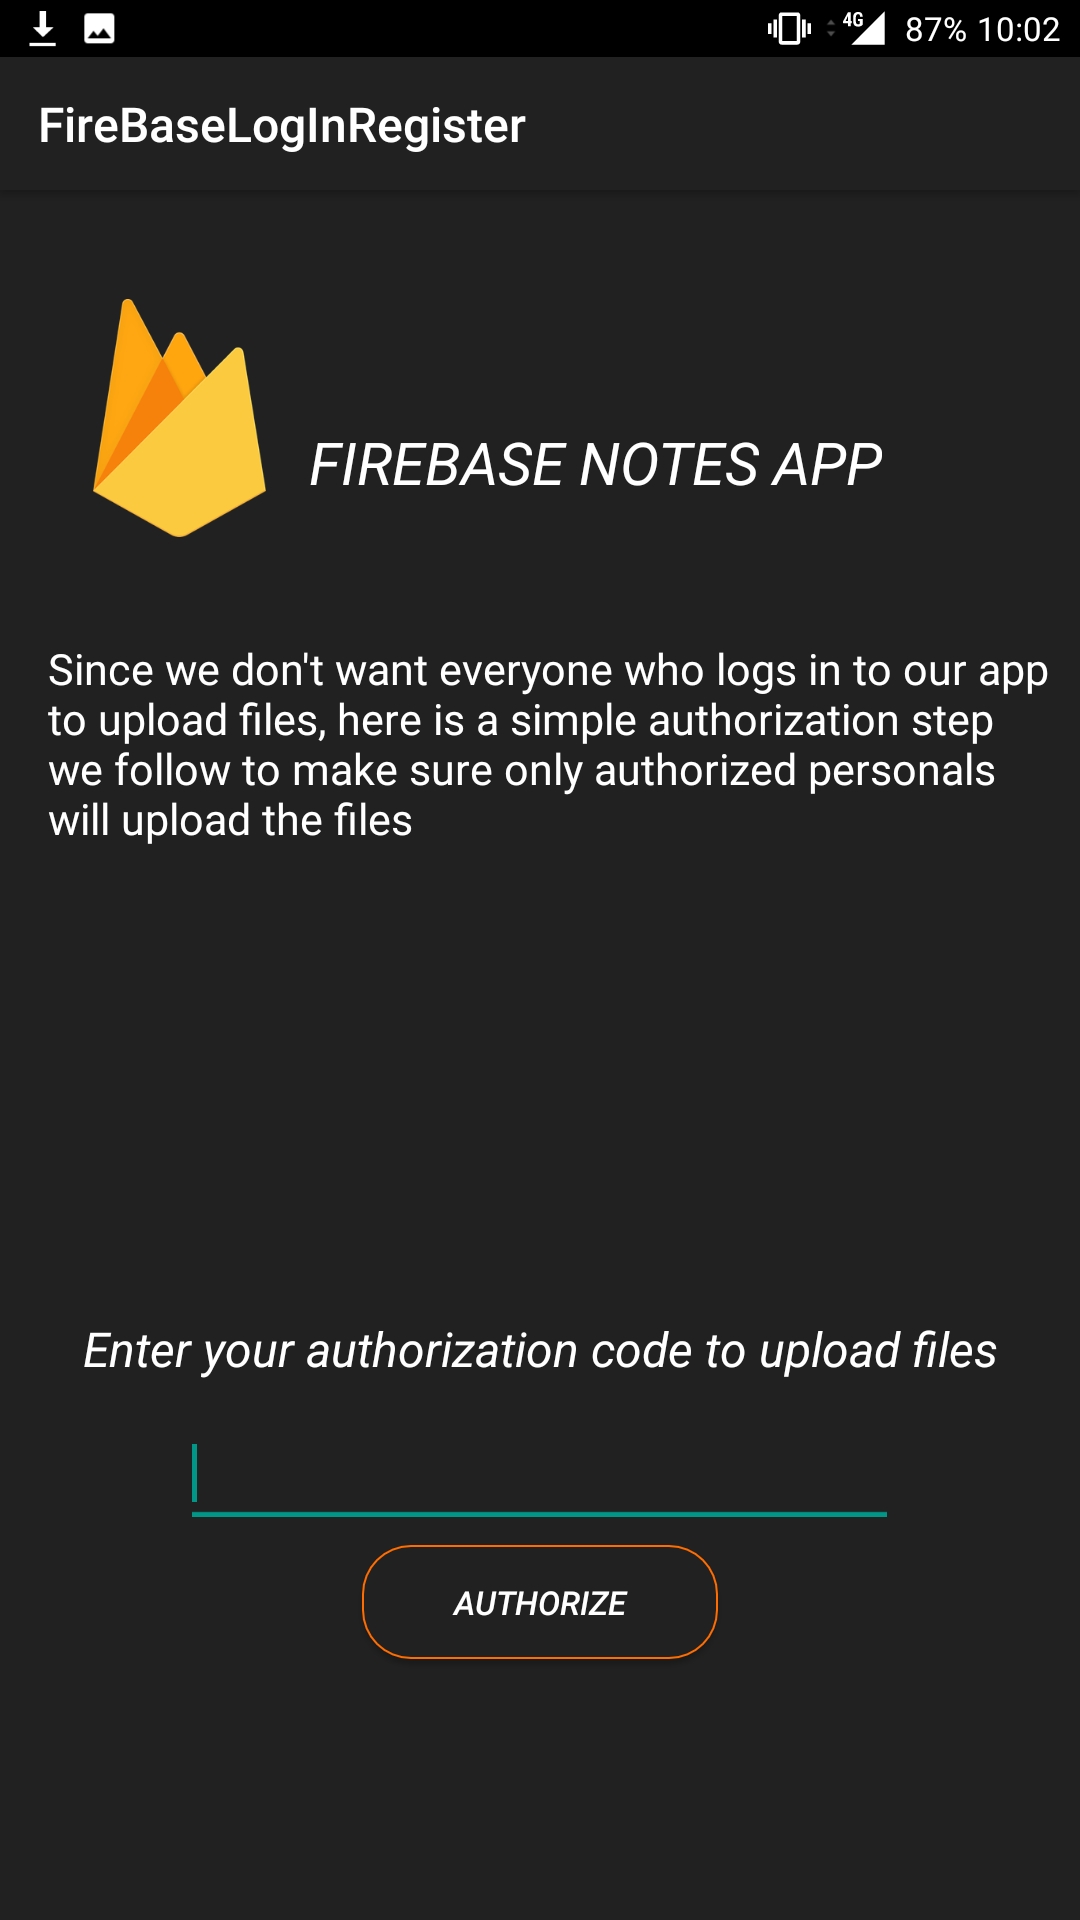 4G 87% 10:02
FireBaseLogInRegister
FIREBASE NOTES APP
Since we don't want everyone who logs in to our app
to upload files, here is a simple authorization step
we follow to make sure only authorized personals
will upload the files
Enter your authorization code to upload files
AUTHORIZE